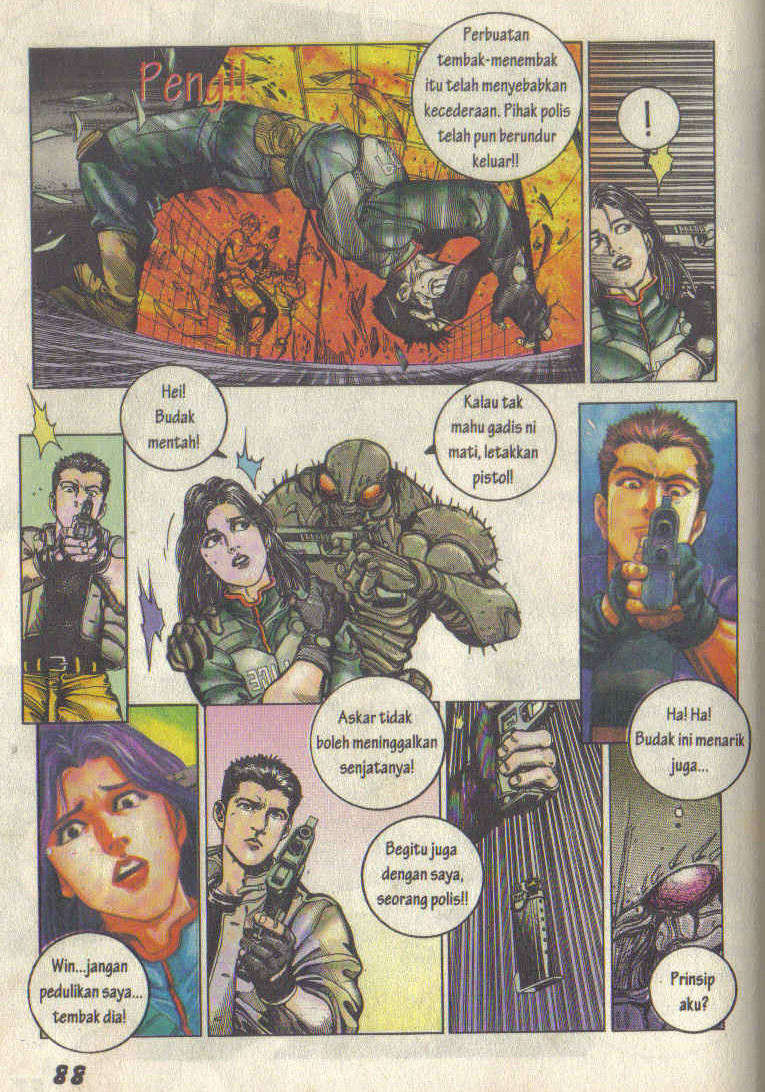 Pengil
Perbuatan
tembak-menembak
itu telah menyebabkan
kecederaan. Pihak polis
telah pun berundur
keluar!!
!
Hei!
Budak
mentah!
Kalau tak
mahu gadis ni
mati, letakkan
pistol!
Win...jangan
pedulikan saya...
tembak dia!
Askar tidak
boleh meninggalkan
senjatanya!
Begitu juga
dengan saya,
seorang polis!!
Ha! Ha!
Budak ini menarik
juga...
Prinsip
aku?
88